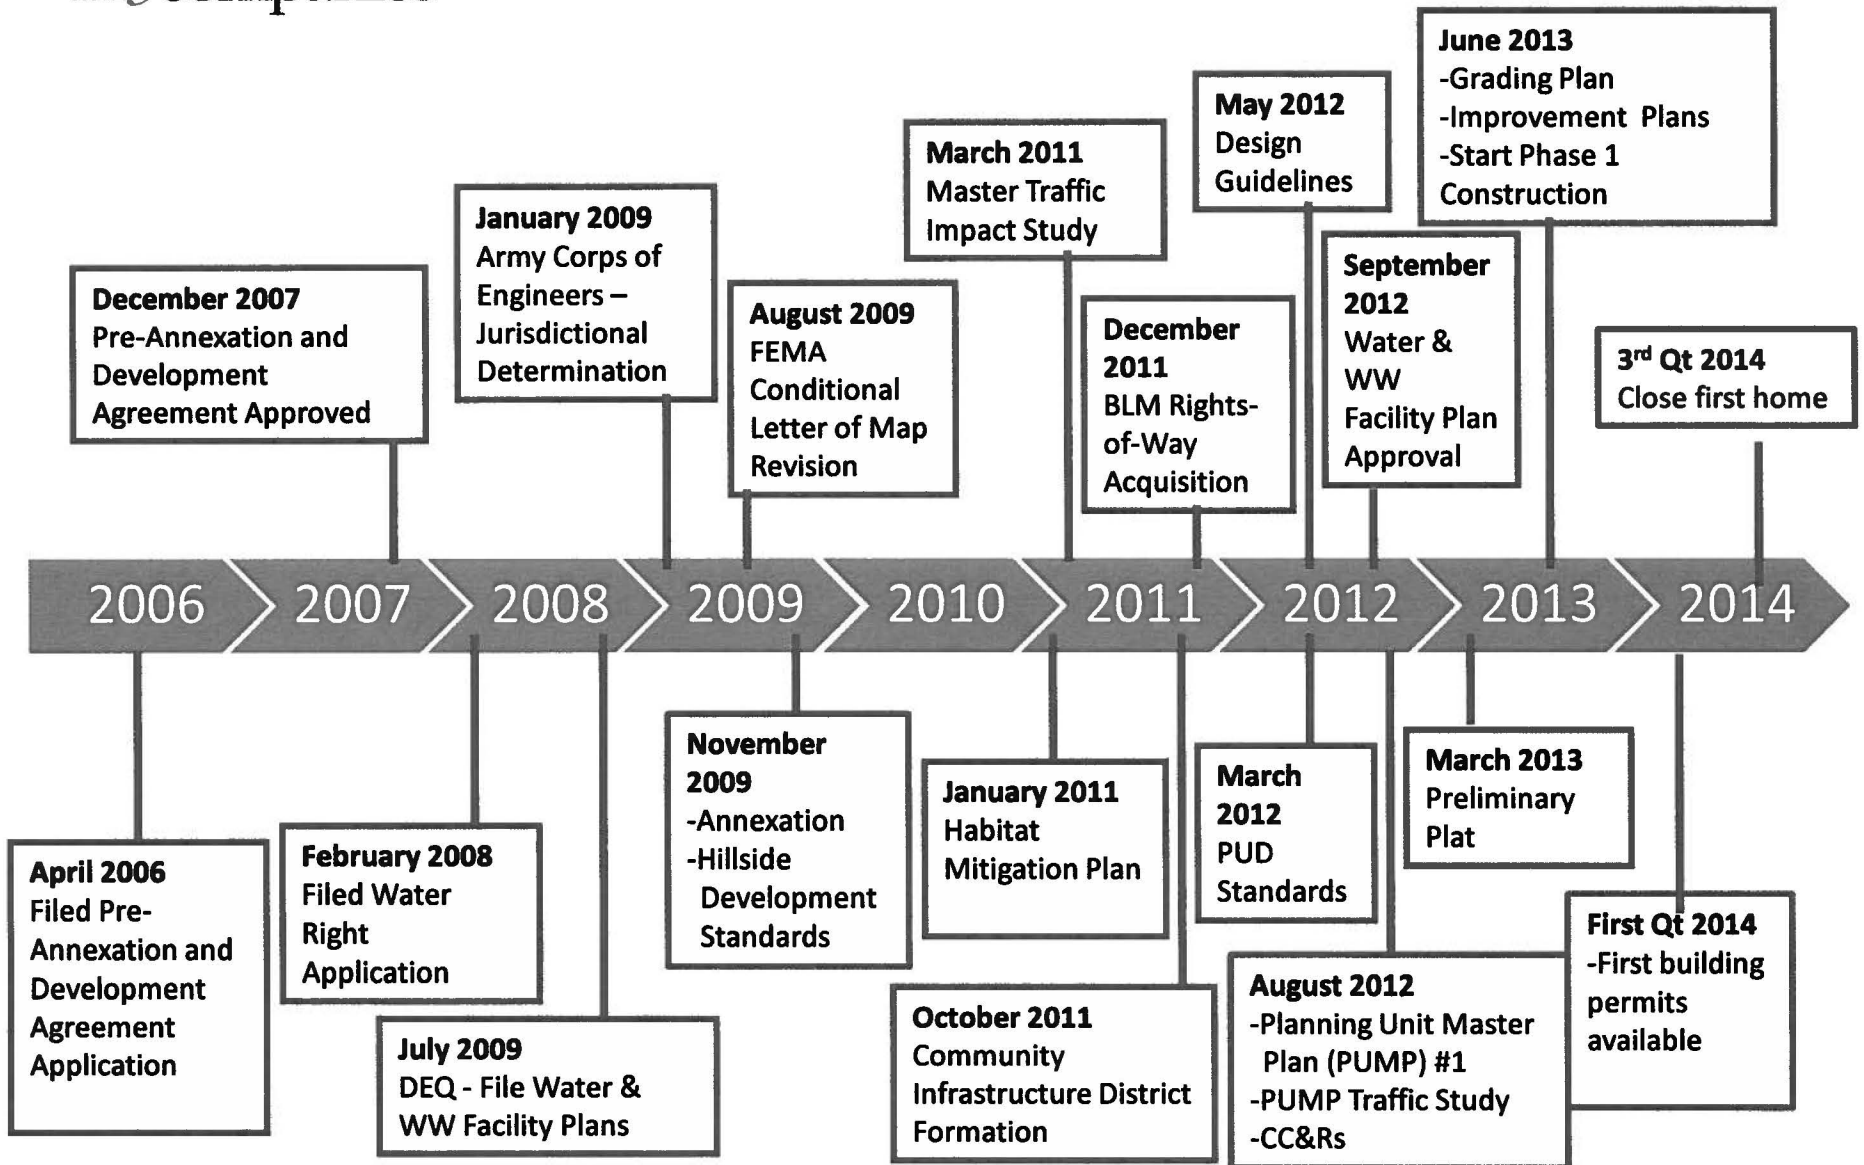 June 2013
-Grading Plan
-Improvement Plans
-Start Phase 1
Construction
May 2012
Design
Guidelines
March 2011
Master Traffic
Impact Study
January 2009
Army Corps of
Engineers –
Jurisdictional
Determination
September
2012
Water &
WW
Facility Plan
Approval
December 2007
Pre-Annexation and
Development
Agreement Approved
August 2009
FEMA
Conditional
Letter of Map
Revision
December
2011
BLM Rights-
of-Way
Acquisition
3rd Qt 2014
Close first home
2006 2007 2008 2009 2010 2011 2012 2013 2014
April 2006
Filed Pre-
Annexation and
Development
Agreement
Application
February 2008
Filed Water
Right
Application
July 2009
DEQ - File Water &
WW Facility Plans
November
2009
-Annexation
-Hillside
Development
Standards
January 2011
Habitat
Mitigation Plan
October 2011
Community
Infrastructure District
Formation
March
2012
PUD
Standards
August 2012
-Planning Unit Master
Plan (PUMP) #1
-PUMP Traffic Study
-CC&Rs
March 2013
Preliminary
Plat
First Qt 2014
-First building
permits
available